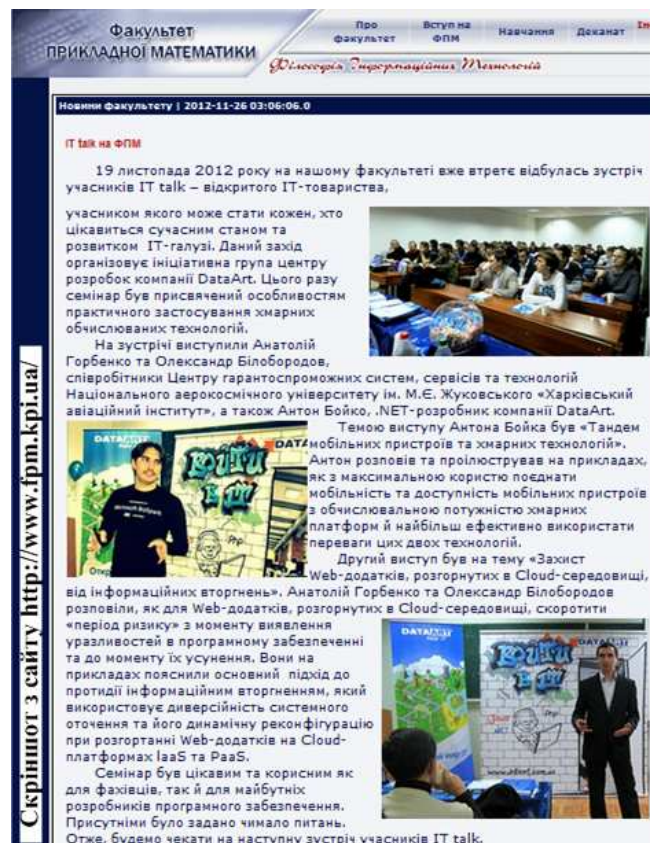 Факультет
ПРИКЛАДНОЇ МАТЕМАТИКИ
Про факультет
Вступ на ФПМ
Навчання
Деканат
Філософія Інформаційних Технологій
Новини факультету | 2012-11-26 03:06:06.0
IT talk на ФПМ
19 листопада 2012 року на нашому факультеті вже втретє відбулась зустріч
учасників IT talk – відкритого ІТ-товариства,
учасником якого може стати кожен, хто
цікавиться сучасним станом та
розвитком ІТ-галузі. Даний захід
організовує ініціативна група центру
розробок компанії DataArt. Цього разу
семінар був присвячений особливостям
практичного застосування хмарних
обчислюваних технологій.
На зустрічі виступили Анатолій
Горбенко та Олександр Білобородов,
співробітники Центру гарантоспроможних систем, сервісів та технологій
Національного аерокосмічного університету ім. М.Є. Жуковського «Харківський
авіаційний інститут», а також Антон Бойко, .NET-розробник компанії DataArt.
Темою виступу Антона Бойка був «Тандем
мобільних пристроїв та хмарних технологій».
Антон розповів та проілюстрував на прикладах,
як з максимальною користю поєднати
мобільність та доступність мобільних пристроїв
з обчислювальною потужністю хмарних
платформ й найбільш ефективно використати
переваги цих двох технологій.
Другий виступ був на тему «Захист
Web-додатків, розгорнутих в Cloud-середовищі,
від інформаційних вторгнень». Анатолій Горбенко та Олександр Білобородов
розповіли, як для Web-додатків, розгорнутих в Cloud-середовищі, скоротити
«період ризику» з моменту виявлення
уразливостей в програмному забезпеченні
та до моменту їх усунення. Вони на
прикладах пояснили основний підхід до
протидії інформаційним вторгненням, який
використовує диверсійність системного
оточення та його динамічну реконфігурацію
при розгортанні Web-додатків на Cloud-
платформах IaaS та PaaS.
Семінар був цікавим та корисним як
для фахівців, так й для майбутніх
розробників програмного забезпечення.
Присутніми було задано чимало питань.
Отже, будемо чекати на наступну зустріч учасників IT talk.
DATAART
ВОЙТИ
В IT
Php
DATAART
ВОЙТИ
В IT
Php
Скріншот з сайту http://www.fpm.kpi.ua/